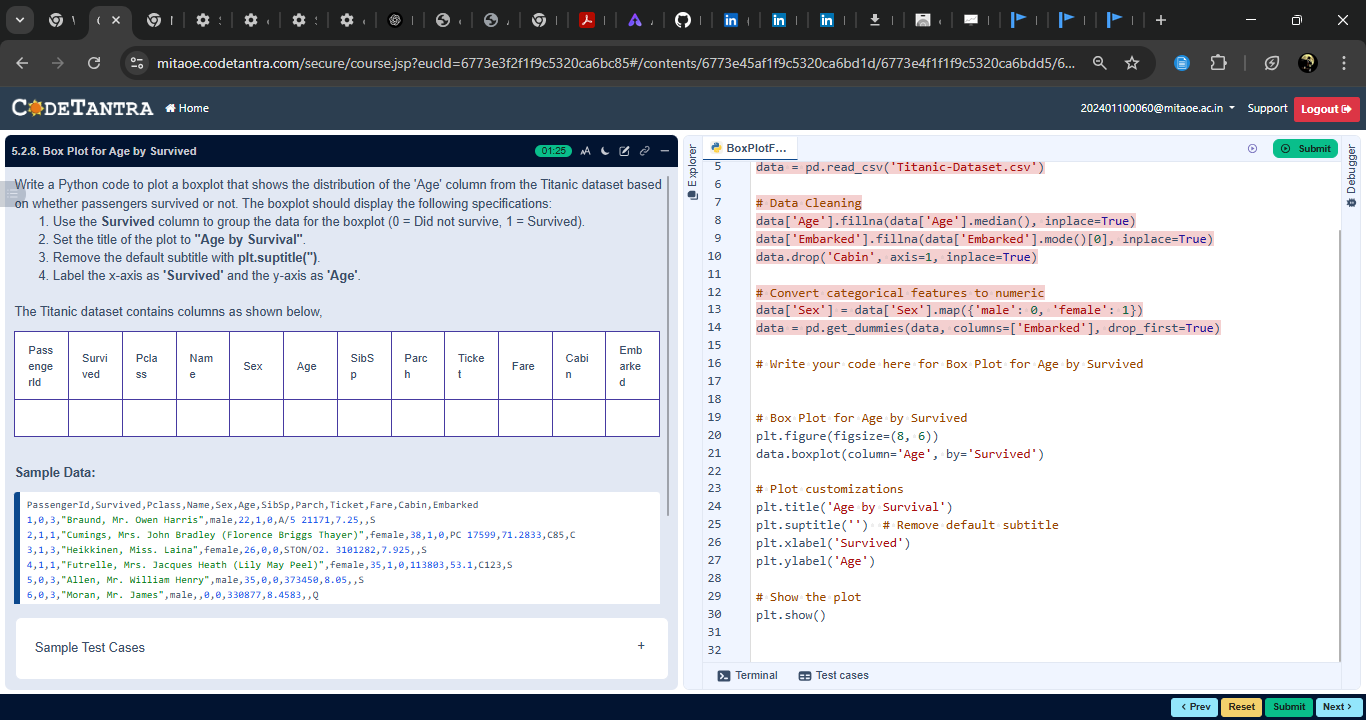 mitaoe.codetantra.com/secure/course.jsp?eucId=6773e3f2f1f9c5320ca6bc85#/contents/6773e45af1f9c5320ca6bd1d/6773e4f1f1f9c5320ca6bdd5/6...
CODETANTRA
Home
202401100060@mitaoe.ac.in
Support
Logout
5.2.8. Box Plot for Age by Survived
01:25
Write a Python code to plot a boxplot that shows the distribution of the 'Age' column from the Titanic dataset based
on whether passengers survived or not. The boxplot should display the following specifications:
1. Use the Survived column to group the data for the boxplot (0 = Did not survive, 1 = Survived).
2. Set the title of the plot to "Age by Survival".
3. Remove the default subtitle with plt.suptitle('').
4. Label the x-axis as 'Survived' and the y-axis as 'Age'.
The Titanic dataset contains columns as shown below,
Pass
enge
rId
Survi
ved
Pcla
ss
Nam
e
Sex
Age
SibS
p
Parc
h
Ticke
t
Fare
Cabi
n
Emb
arke
d
Sample Data:
PassengerId,Survived,Pclass,Name,Sex,Age,SibSp,Parch,Ticket,Fare,Cabin,Embarked
1,0,3,"Braund, Mr. Owen Harris",male,22,1,0,A/5 21171,7.25,,S
2,1,1,"Cumings, Mrs. John Bradley (Florence Briggs Thayer)",female,38,1,0,PC 17599,71.2833,C85,C
3,1,3,"Heikkinen, Miss. Laina",female,26,0,0,STON/O2. 3101282,7.925,,S
4,1,1,"Futrelle, Mrs. Jacques Heath (Lily May Peel)",female,35,1,0,113803,53.1,C123,S
5,0,3,"Allen, Mr. William Henry",male,35,0,0,373450,8.05,,S
6,0,3,"Moran, Mr. James",male,,0,0,330877,8.4583,,Q
Sample Test Cases
+
Explorer
BoxPlotF...
Submit
Debugger
5 data = pd.read_csv('Titanic-Dataset.csv')
6
7 # Data Cleaning
8 data['Age'].fillna(data['Age'].median(), inplace=True)
9 data['Embarked'].fillna(data['Embarked'].mode()[0], inplace=True)
10 data.drop('Cabin', axis=1, inplace=True)
11
12 # Convert categorical features to numeric
13 data['Sex'] = data['Sex'].map({'male': 0, 'female': 1})
14 data = pd.get_dummies(data, columns=['Embarked'], drop_first=True)
15
16 # Write your code here for Box Plot for Age by Survived
17
18
19 # Box Plot for Age by Survived
20 plt.figure(figsize=(8, 6))
21 data.boxplot(column='Age', by='Survived')
22
23 # Plot customizations
24 plt.title('Age by Survival')
25 plt.suptitle('') # Remove default subtitle
26 plt.xlabel('Survived')
27 plt.ylabel('Age')
28
29 # Show the plot
30 plt.show()
31
32
Terminal
Test cases
< Prev
Reset
Submit
Next >